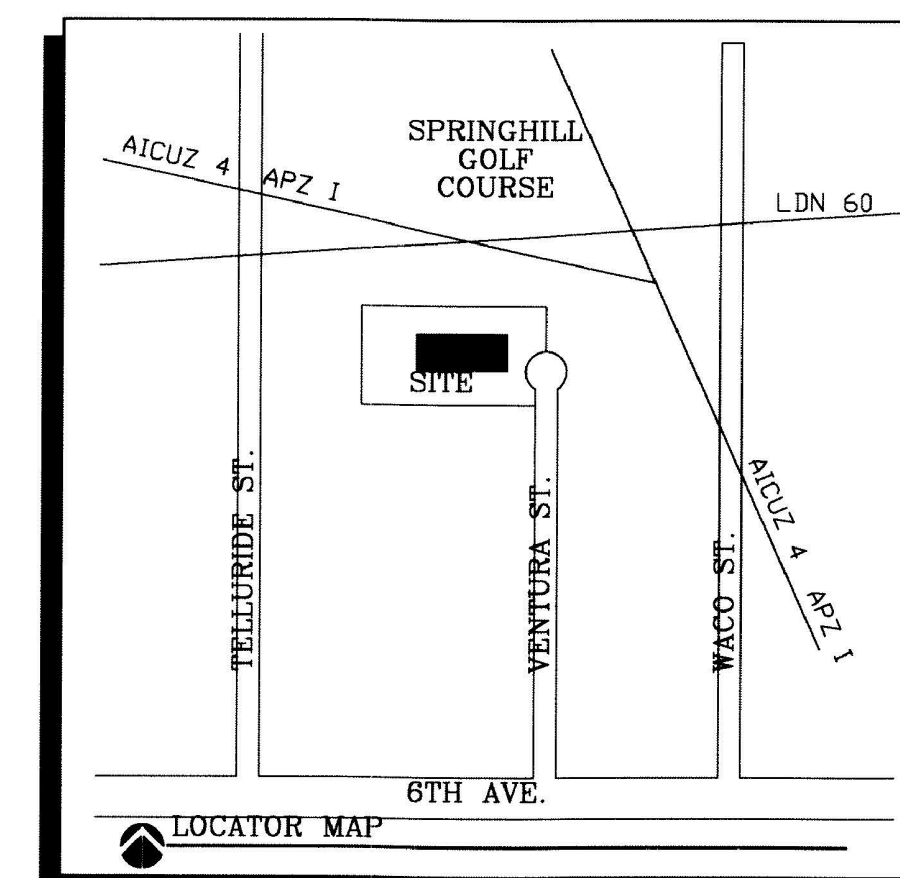 SPRINGHILL
GOLF
COURSE
AICUZ 4 APZ I
LDN 60
SITE
TELLURIDE ST.
VENTURA ST.
WACO ST.
AICUZ 4 APZ I
6TH AVE.
LOCATOR MAP